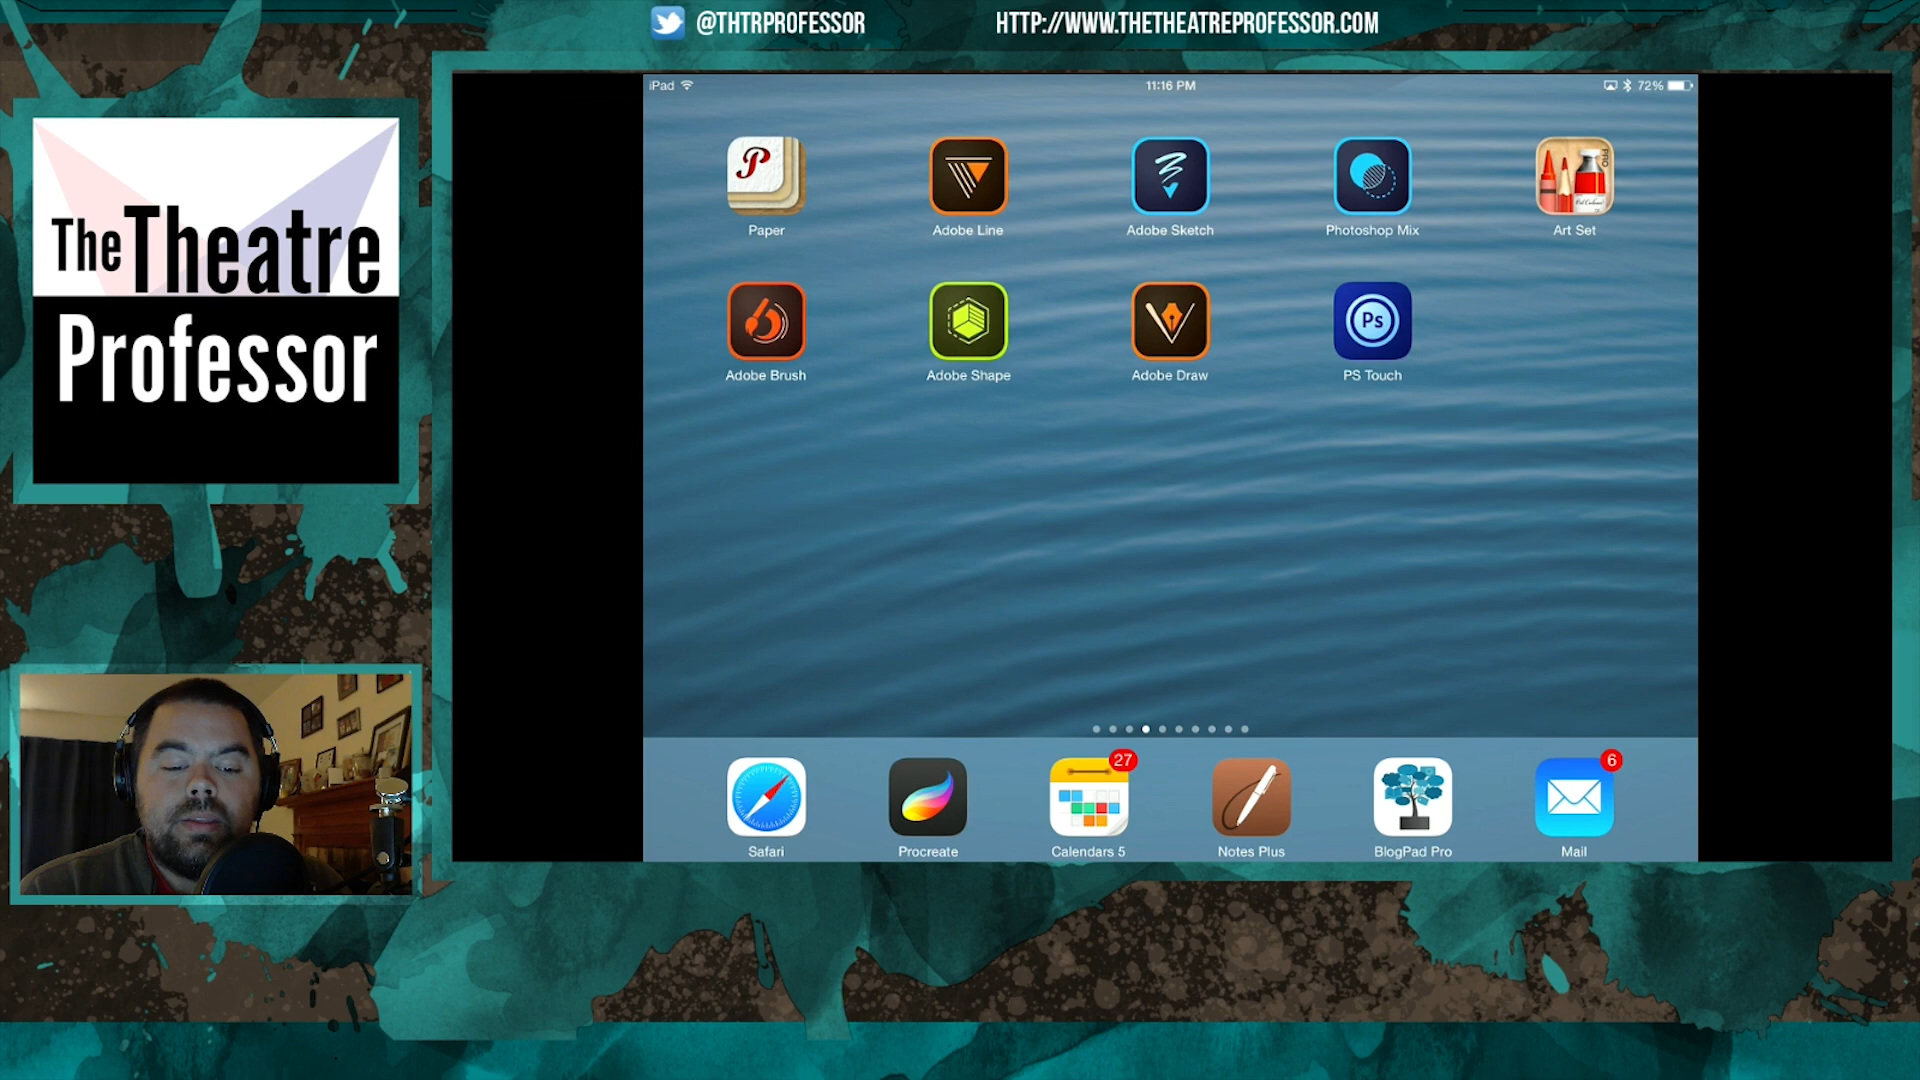 @THTRPROFESSOR HTTP://WWW.THETHEATREPROFESSOR.COM
The Theatre
Professor
iPad 11:16 PM 72%
Paper Adobe Line Adobe Sketch Photoshop Mix Art Set
PRO
Ps
Adobe Brush Adobe Shape Adobe Draw PS Touch
27 6
Safari Procreate Calendars 5 Notes Plus BlogPad Pro Mail